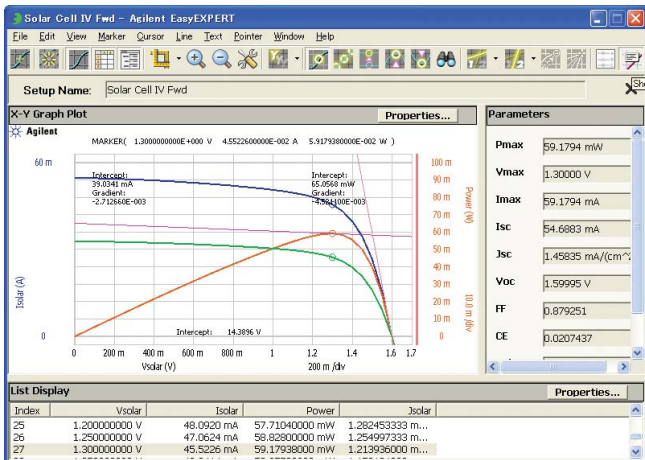 Solar Cell IV Fwd - Agilent EasyEXPERT
File Edit View Marker Cursor Line Text Pointer Window Help
Setup Name: Solar Cell IV Fwd
X-Y Graph Plot
Properties...
Parameters
Agilent
MARKER( 1.3000000000E+000 V 4.5522600000E-002 A 5.9179380000E-002 W )
60 m
100 m
Intercept:
39.0341 mA
Gradient:
-2.712660E-003
Intercept:
65.0568 mW
Gradient:
90 m
80 m
70 m
60 m
50 m
40 m
30 m
20 m
10 m
0
Power (W)
10.0 m /div
Isolar (A)
0
Intercept: 14.3896 V
0 200 m 400 m 600 m 800 m 1 1.2 1.4 1.6 1.7
Vsolar (V)
200 m /div
Pmax 59.1794 mW
Vmax 1.30000 V
Imax 59.1794 mA
Isc 54.6883 mA
Jsc 1.45835 mA/(cm^
Voc 1.59995 V
FF 0.879251
CE 0.0207437
List Display
Properties...
Index Vsolar Isolar Power Jsolar
25 1.200000000 V 48.0920 mA 57.71040000 mW 1.282453333 m...
26 1.250000000 V 47.0624 mA 58.82800000 mW 1.254997333 m...
27 1.300000000 V 45.5226 mA 59.17938000 mW 1.213936000 m...